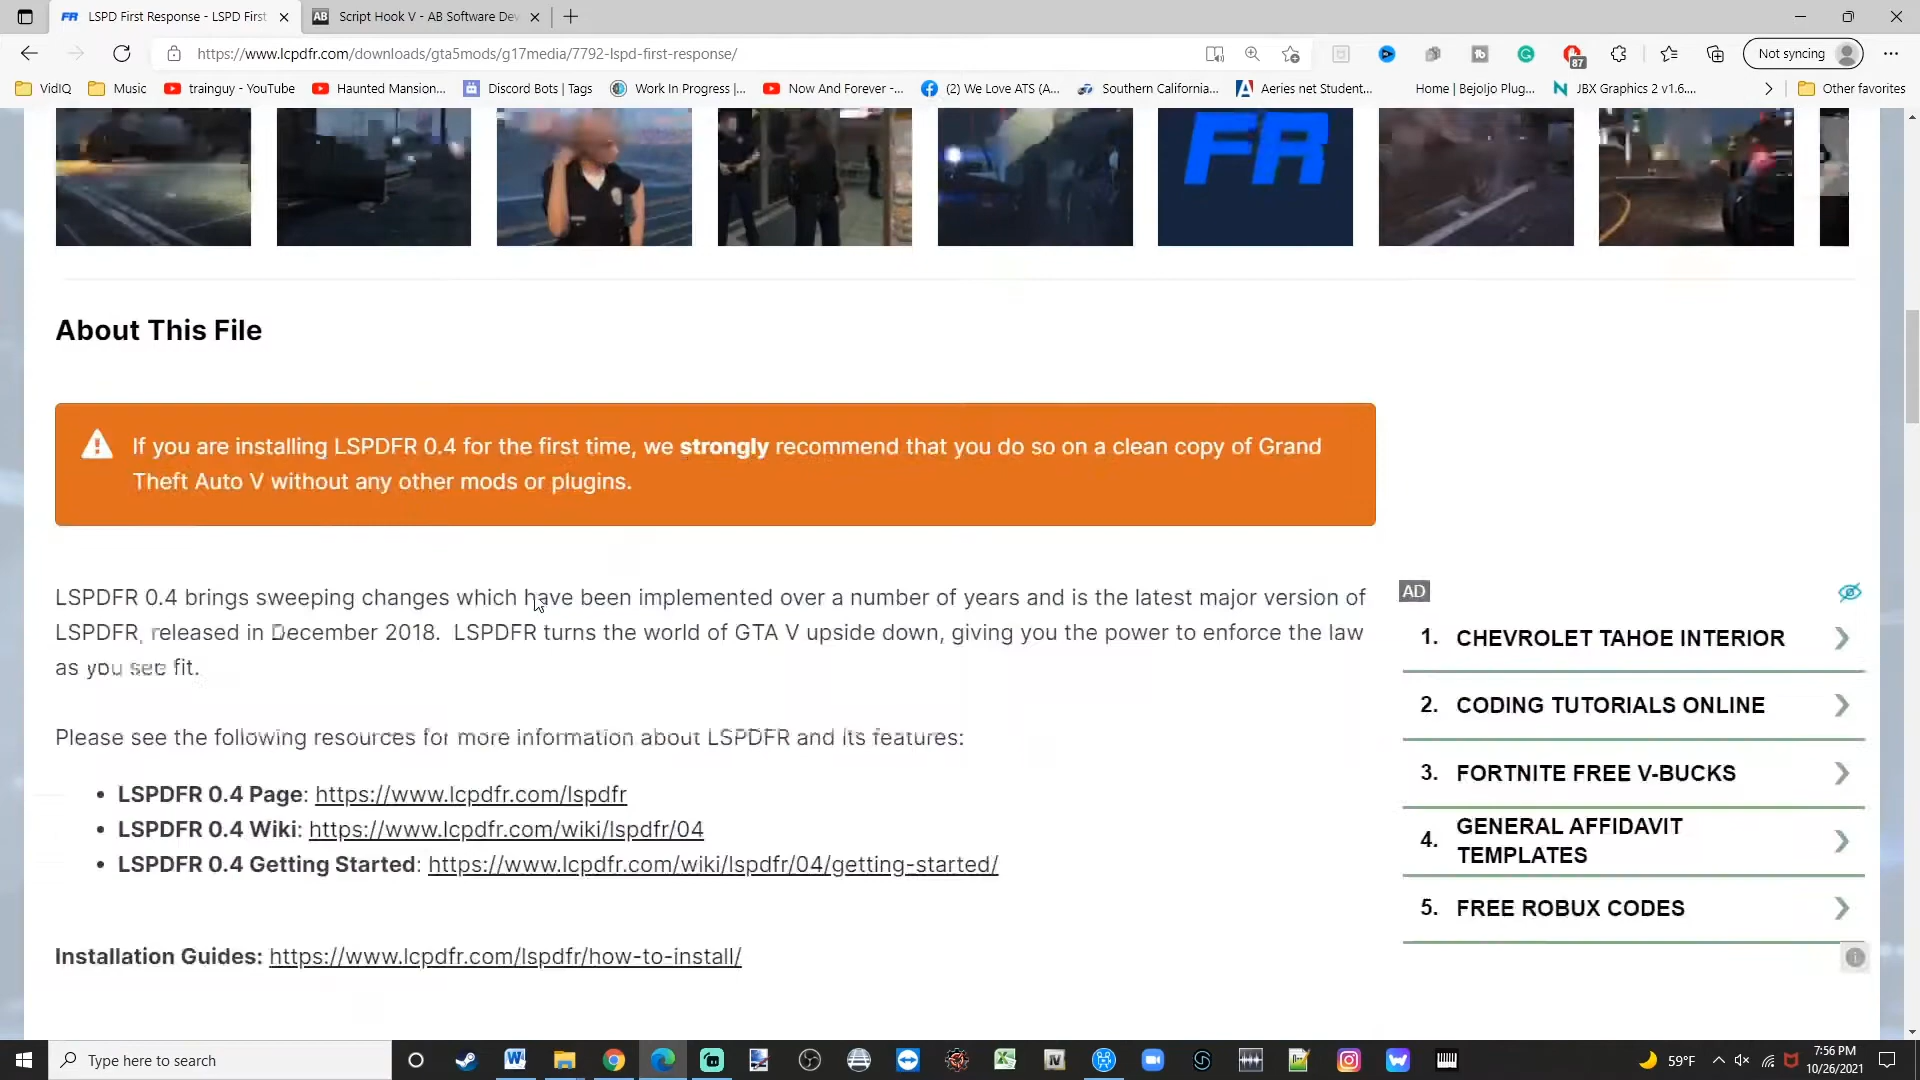 LSPD First Response - LSPD First
Script Hook V - AB Software Dev
https://www.lcpdfr.com/downloads/gta5mods/g17media/7792-lspd-first-response/
87
Not syncing
VidIQ
Music
trainguy - YouTube
Haunted Mansion...
Discord Bots | Tags
Work In Progress |...
Now And Forever -...
(2) We Love ATS (A...
Southern California...
Aeries net Student...
Home | Bejoljo Plug...
JBX Graphics 2 v1.6....
Other favorites
FR
About This File
If you are installing LSPDFR 0.4 for the first time, we strongly recommend that you do so on a clean copy of Grand
Theft Auto V without any other mods or plugins.
LSPDFR 0.4 brings sweeping changes which have been implemented over a number of years and is the latest major version of
LSPDFR, released in December 2018. LSPDFR turns the world of GTA V upside down, giving you the power to enforce the law
as you see fit.
Please see the following resources for more information about LSPDFR and its features:
• LSPDFR 0.4 Page: https://www.lcpdfr.com/lspdfr
• LSPDFR 0.4 Wiki: https://www.lcpdfr.com/wiki/lspdfr/04
• LSPDFR 0.4 Getting Started: https://www.lcpdfr.com/wiki/lspdfr/04/getting-started/
Installation Guides: https://www.lcpdfr.com/lspdfr/how-to-install/
AD
1. CHEVROLET TAHOE INTERIOR
2. CODING TUTORIALS ONLINE
3. FORTNITE FREE V-BUCKS
4. GENERAL AFFIDAVIT
TEMPLATES
5. FREE ROBUX CODES
Type here to search
59°F
7:56 PM
10/26/2021